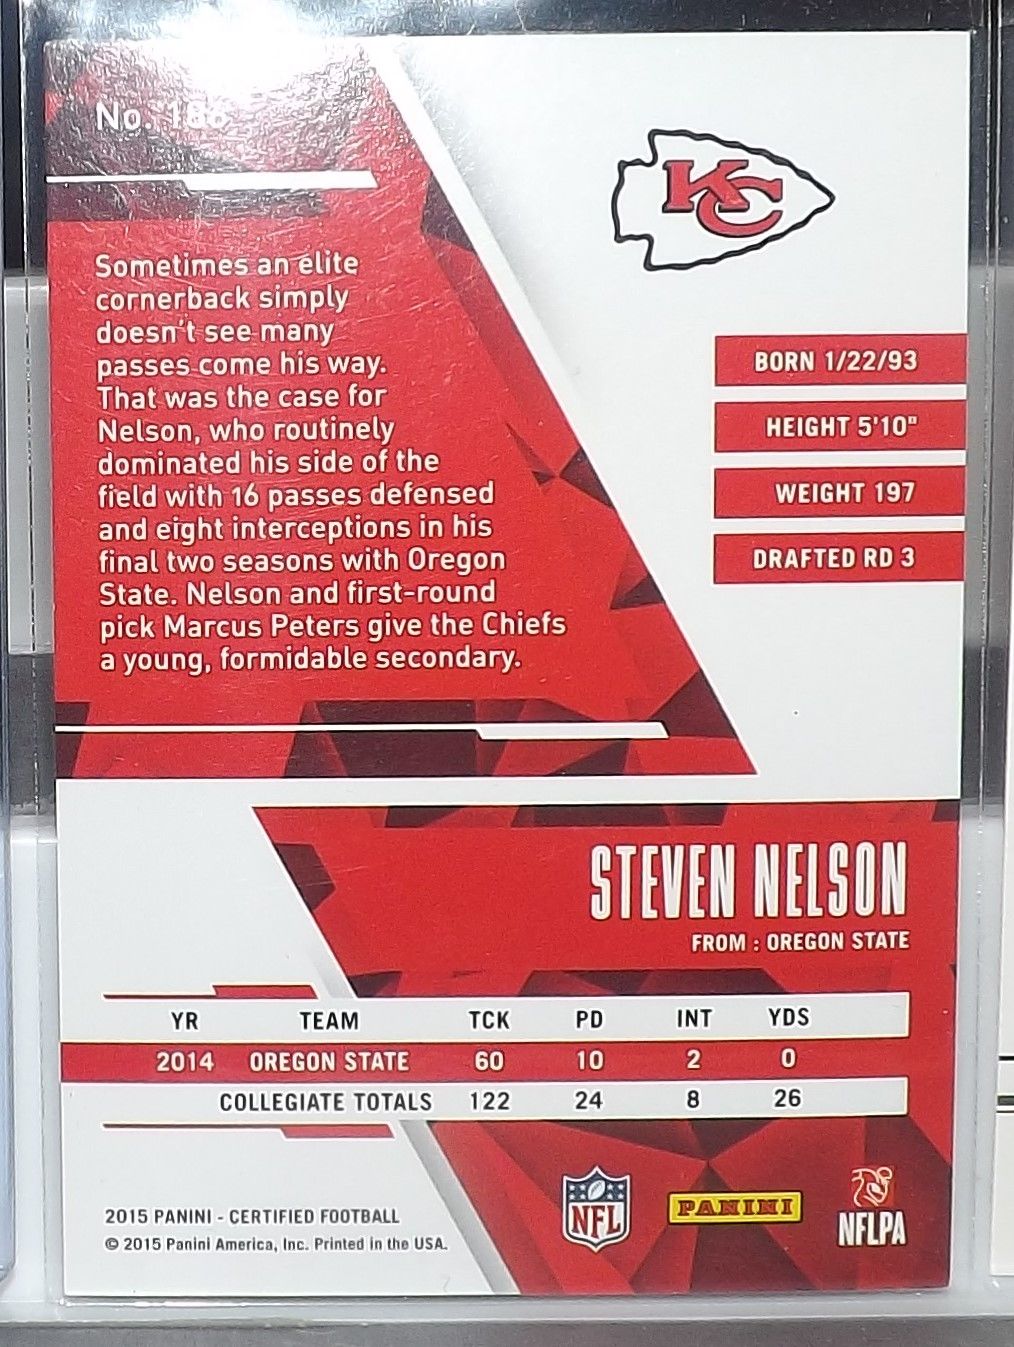 No. 186
KC
Sometimes an elite
cornerback simply
doesn't see many
passes come his way.
That was the case for
Nelson, who routinely
dominated his side of the
field with 16 passes defensed
and eight interceptions in his
final two seasons with Oregon
State. Nelson and first-round
pick Marcus Peters give the Chiefs
a young, formidable secondary.
BORN 1/22/93
HEIGHT 5'10"
WEIGHT 197
DRAFTED RD 3
STEVEN NELSON
FROM : OREGON STATE
YR TEAM TCK PD INT YDS
2014 OREGON STATE 60 10 2 0
COLLEGIATE TOTALS 122 24 8 26
2015 PANINI - CERTIFIED FOOTBALL
© 2015 Panini America, Inc. Printed in the USA.
NFL
PANINI
NFLPA